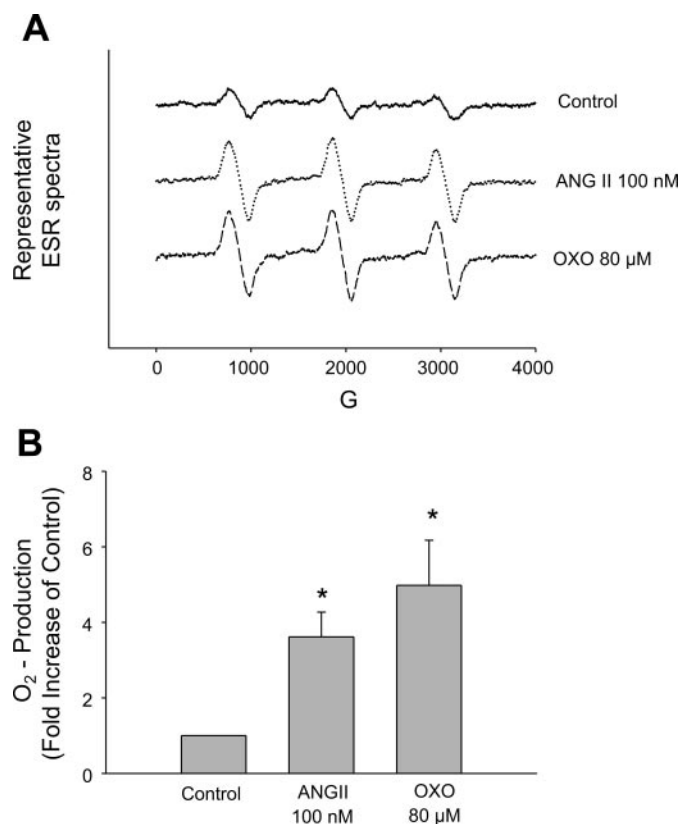 A
Representative
ESR spectra
Control
ANG II 100 nM
OXO 80 µM
0 1000 2000 3000 4000
G
B
O2 - Production
(Fold Increase of Control)
8
6
4
2
0
*
*
Control ANGII OXO
100 nM 80 µM